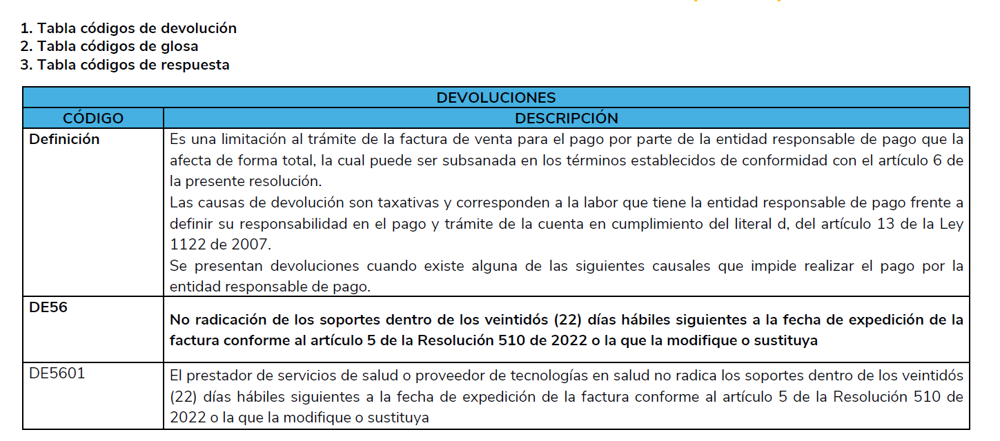 1. Tabla códigos de devolución
2. Tabla códigos de glosa
3. Tabla códigos de respuesta
DEVOLUCIONES
CÓDIGO DESCRIPCIÓN
Definición Es una limitación al trámite de la factura de venta para el pago por parte de la entidad responsable de pago que la
afecta de forma total, la cual puede ser subsanada en los términos establecidos de conformidad con el artículo 6 de
la presente resolución.
Las causas de devolución son taxativas y corresponden a la labor que tiene la entidad responsable de pago frente a
definir su responsabilidad en el pago y trámite de la cuenta en cumplimiento del literal d, del artículo 13 de la Ley
1122 de 2007.
Se presentan devoluciones cuando existe alguna de las siguientes causales que impide realizar el pago por la
entidad responsable de pago.
DE56
No radicación de los soportes dentro de los veintidós (22) días hábiles siguientes a la fecha de expedición de la
factura conforme al artículo 5 de la Resolución 510 de 2022 o la que la modifique o sustituya
DE5601 El prestador de servicios de salud o proveedor de tecnologías en salud no radica los soportes dentro de los veintidós
(22) días hábiles siguientes a la fecha de expedición de la factura conforme al artículo 5 de la Resolución 510 de
2022 o la que la modifique o sustituya